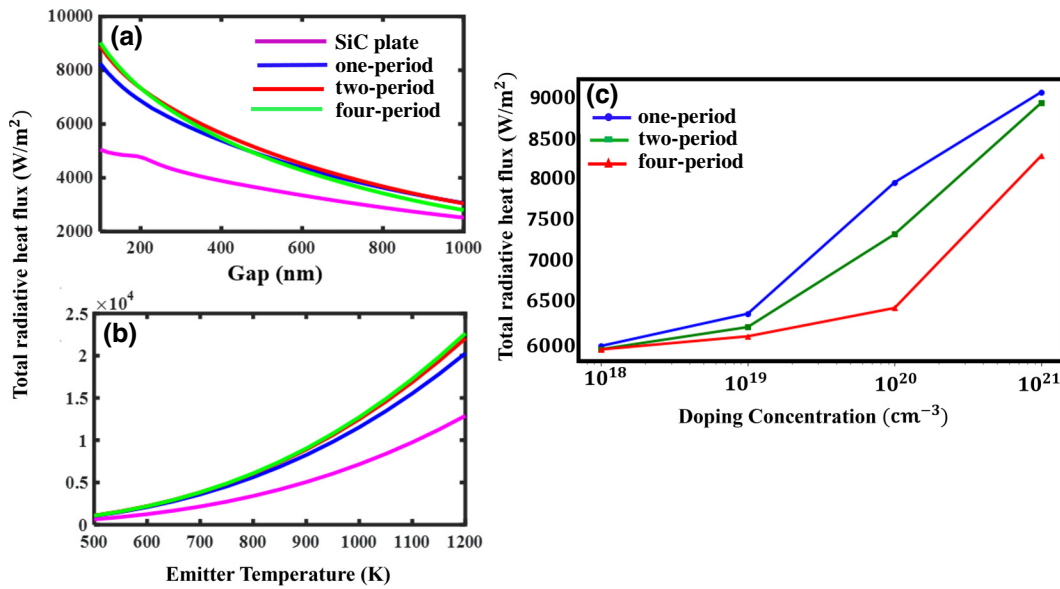 Total radiative heat flux (W/m²)
(a)
SiC plate
one-period
two-period
four-period
10000
8000
6000
4000
2000
200 400 600 800 1000
Gap (nm)
(b)
×10⁴
2.5
2
1.5
1
0.5
0
500 600 700 800 900 1000 1100 1200
Emitter Temperature (K)
Total radiative heat flux (W/m²)
(c)
one-period
two-period
four-period
9000
8500
8000
7500
7000
6500
6000
10¹⁸ 10¹⁹ 10²⁰ 10²¹
Doping Concentration (cm⁻³)